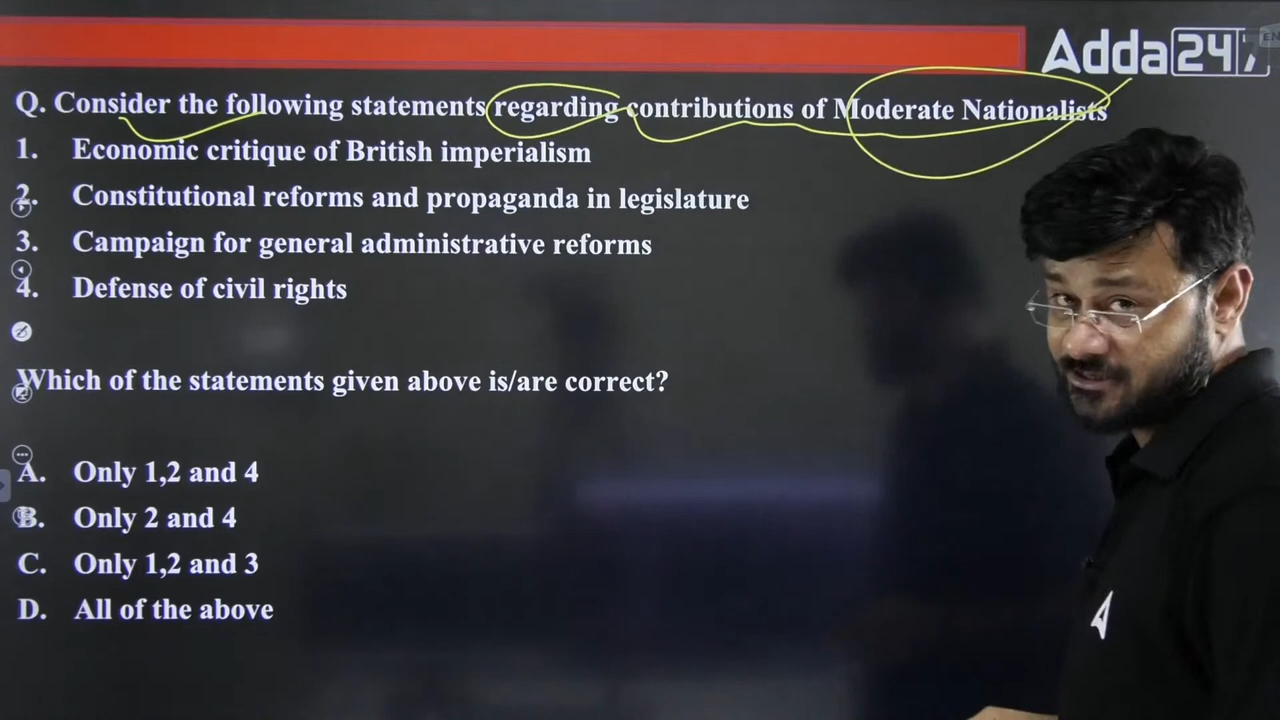 Adda 247
EN
Q. Consider the following statements regarding contributions of Moderate Nationalists
1. Economic critique of British imperialism
2. Constitutional reforms and propaganda in legislature
3. Campaign for general administrative reforms
4. Defense of civil rights
Which of the statements given above is/are correct?
A. Only 1,2 and 4
B. Only 2 and 4
C. Only 1,2 and 3
D. All of the above